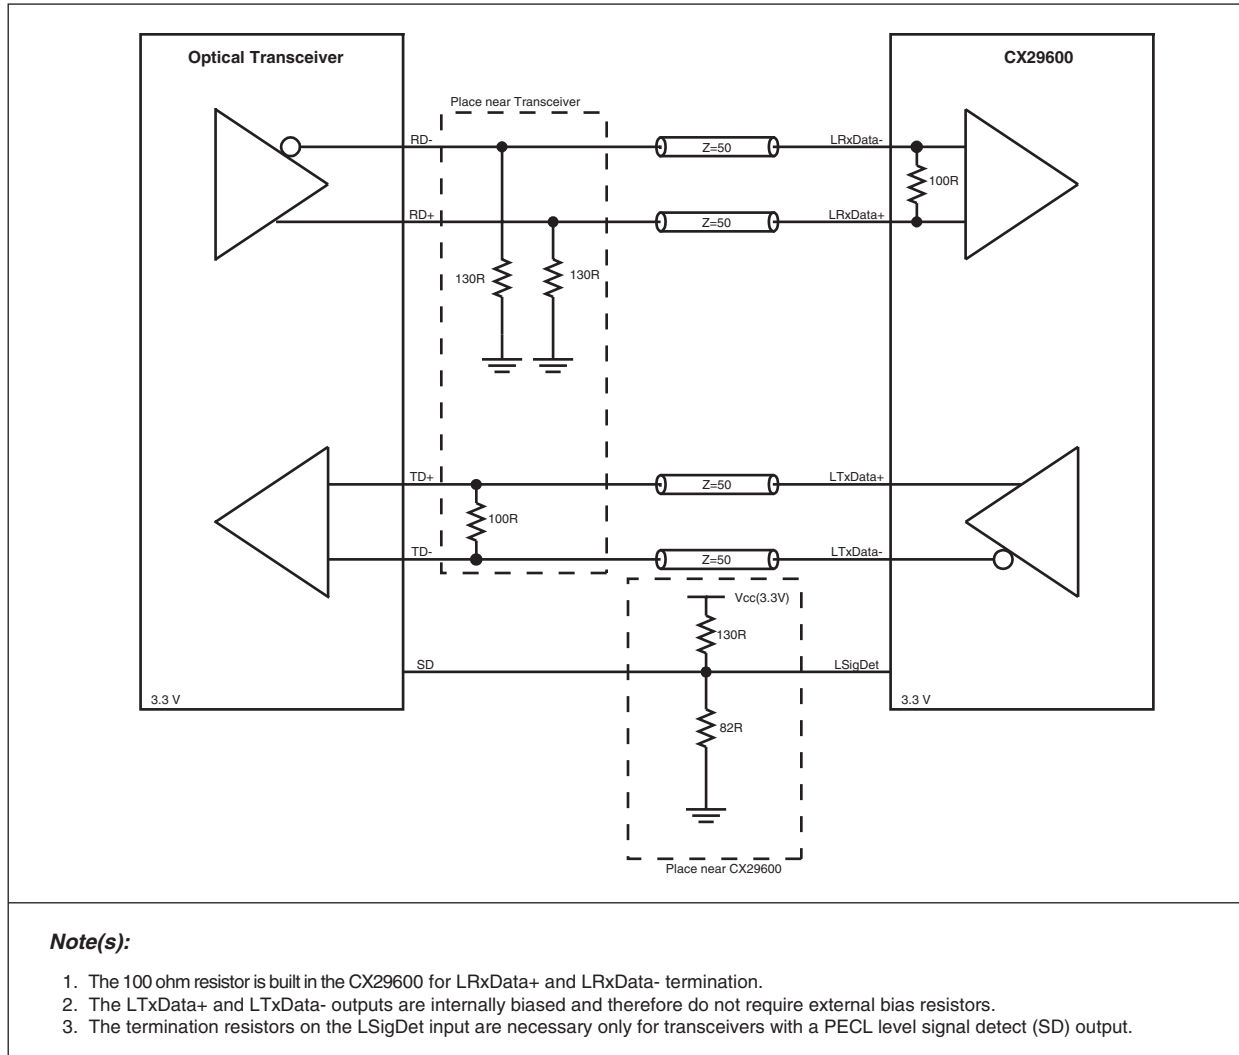 Optical Transceiver
CX29600
Place near Transceiver
RD-
Z=50
LRxData-
100R
RD+
Z=50
LRxData+
130R
130R
TD+
Z=50
LTxData+
100R
TD-
Z=50
LTxData-
Vcc(3.3V)
130R
SD
LSigDet
3.3 V
3.3 V
82R
Place near CX29600
Note(s):
1. The 100 ohm resistor is built in the CX29600 for LRxData+ and LRxData- termination.
2. The LTxData+ and LTxData- outputs are internally biased and therefore do not require external bias resistors.
3. The termination resistors on the LSigDet input are necessary only for transceivers with a PECL level signal detect (SD) output.